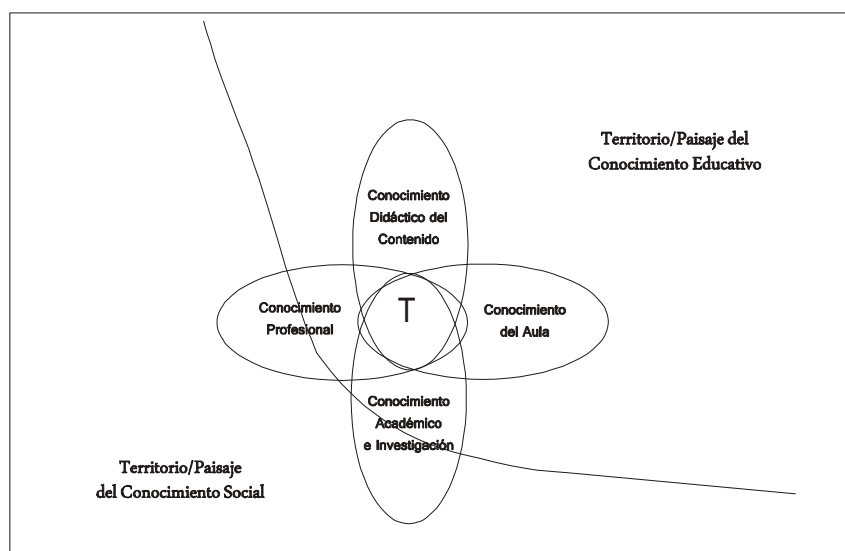 Territorio/Paisaje del
Conocimiento Educativo
Conocimiento
Didáctico del
Contenido
Conocimiento
Profesional
T
Conocimiento
del Aula
Conocimiento
Académico
e Investigación
Territorio/Paisaje
del Conocimiento Social